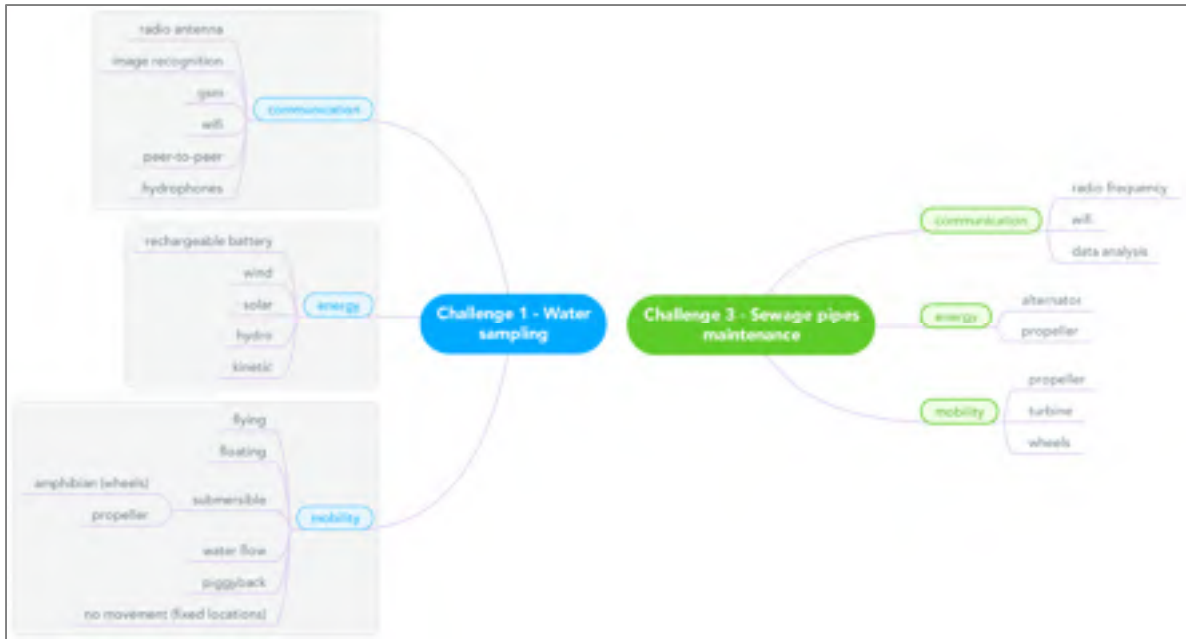 radio antenna
image recognition
gsm
wifi
peer-to-peer
hydrophones
communication
rechargeable battery
wind
solar
hydro
kinetic
energy
flying
floating
amphibian (wheels)
propeller
submersible
water flow
piggyback
no movement (fixed locations)
mobility
Challenge 1 - Water
sampling
Challenge 3 - Sewage pipes
maintenance
communication
radio frequency
wifi
data analysis
energy
alternator
propeller
mobility
propeller
turbine
wheels